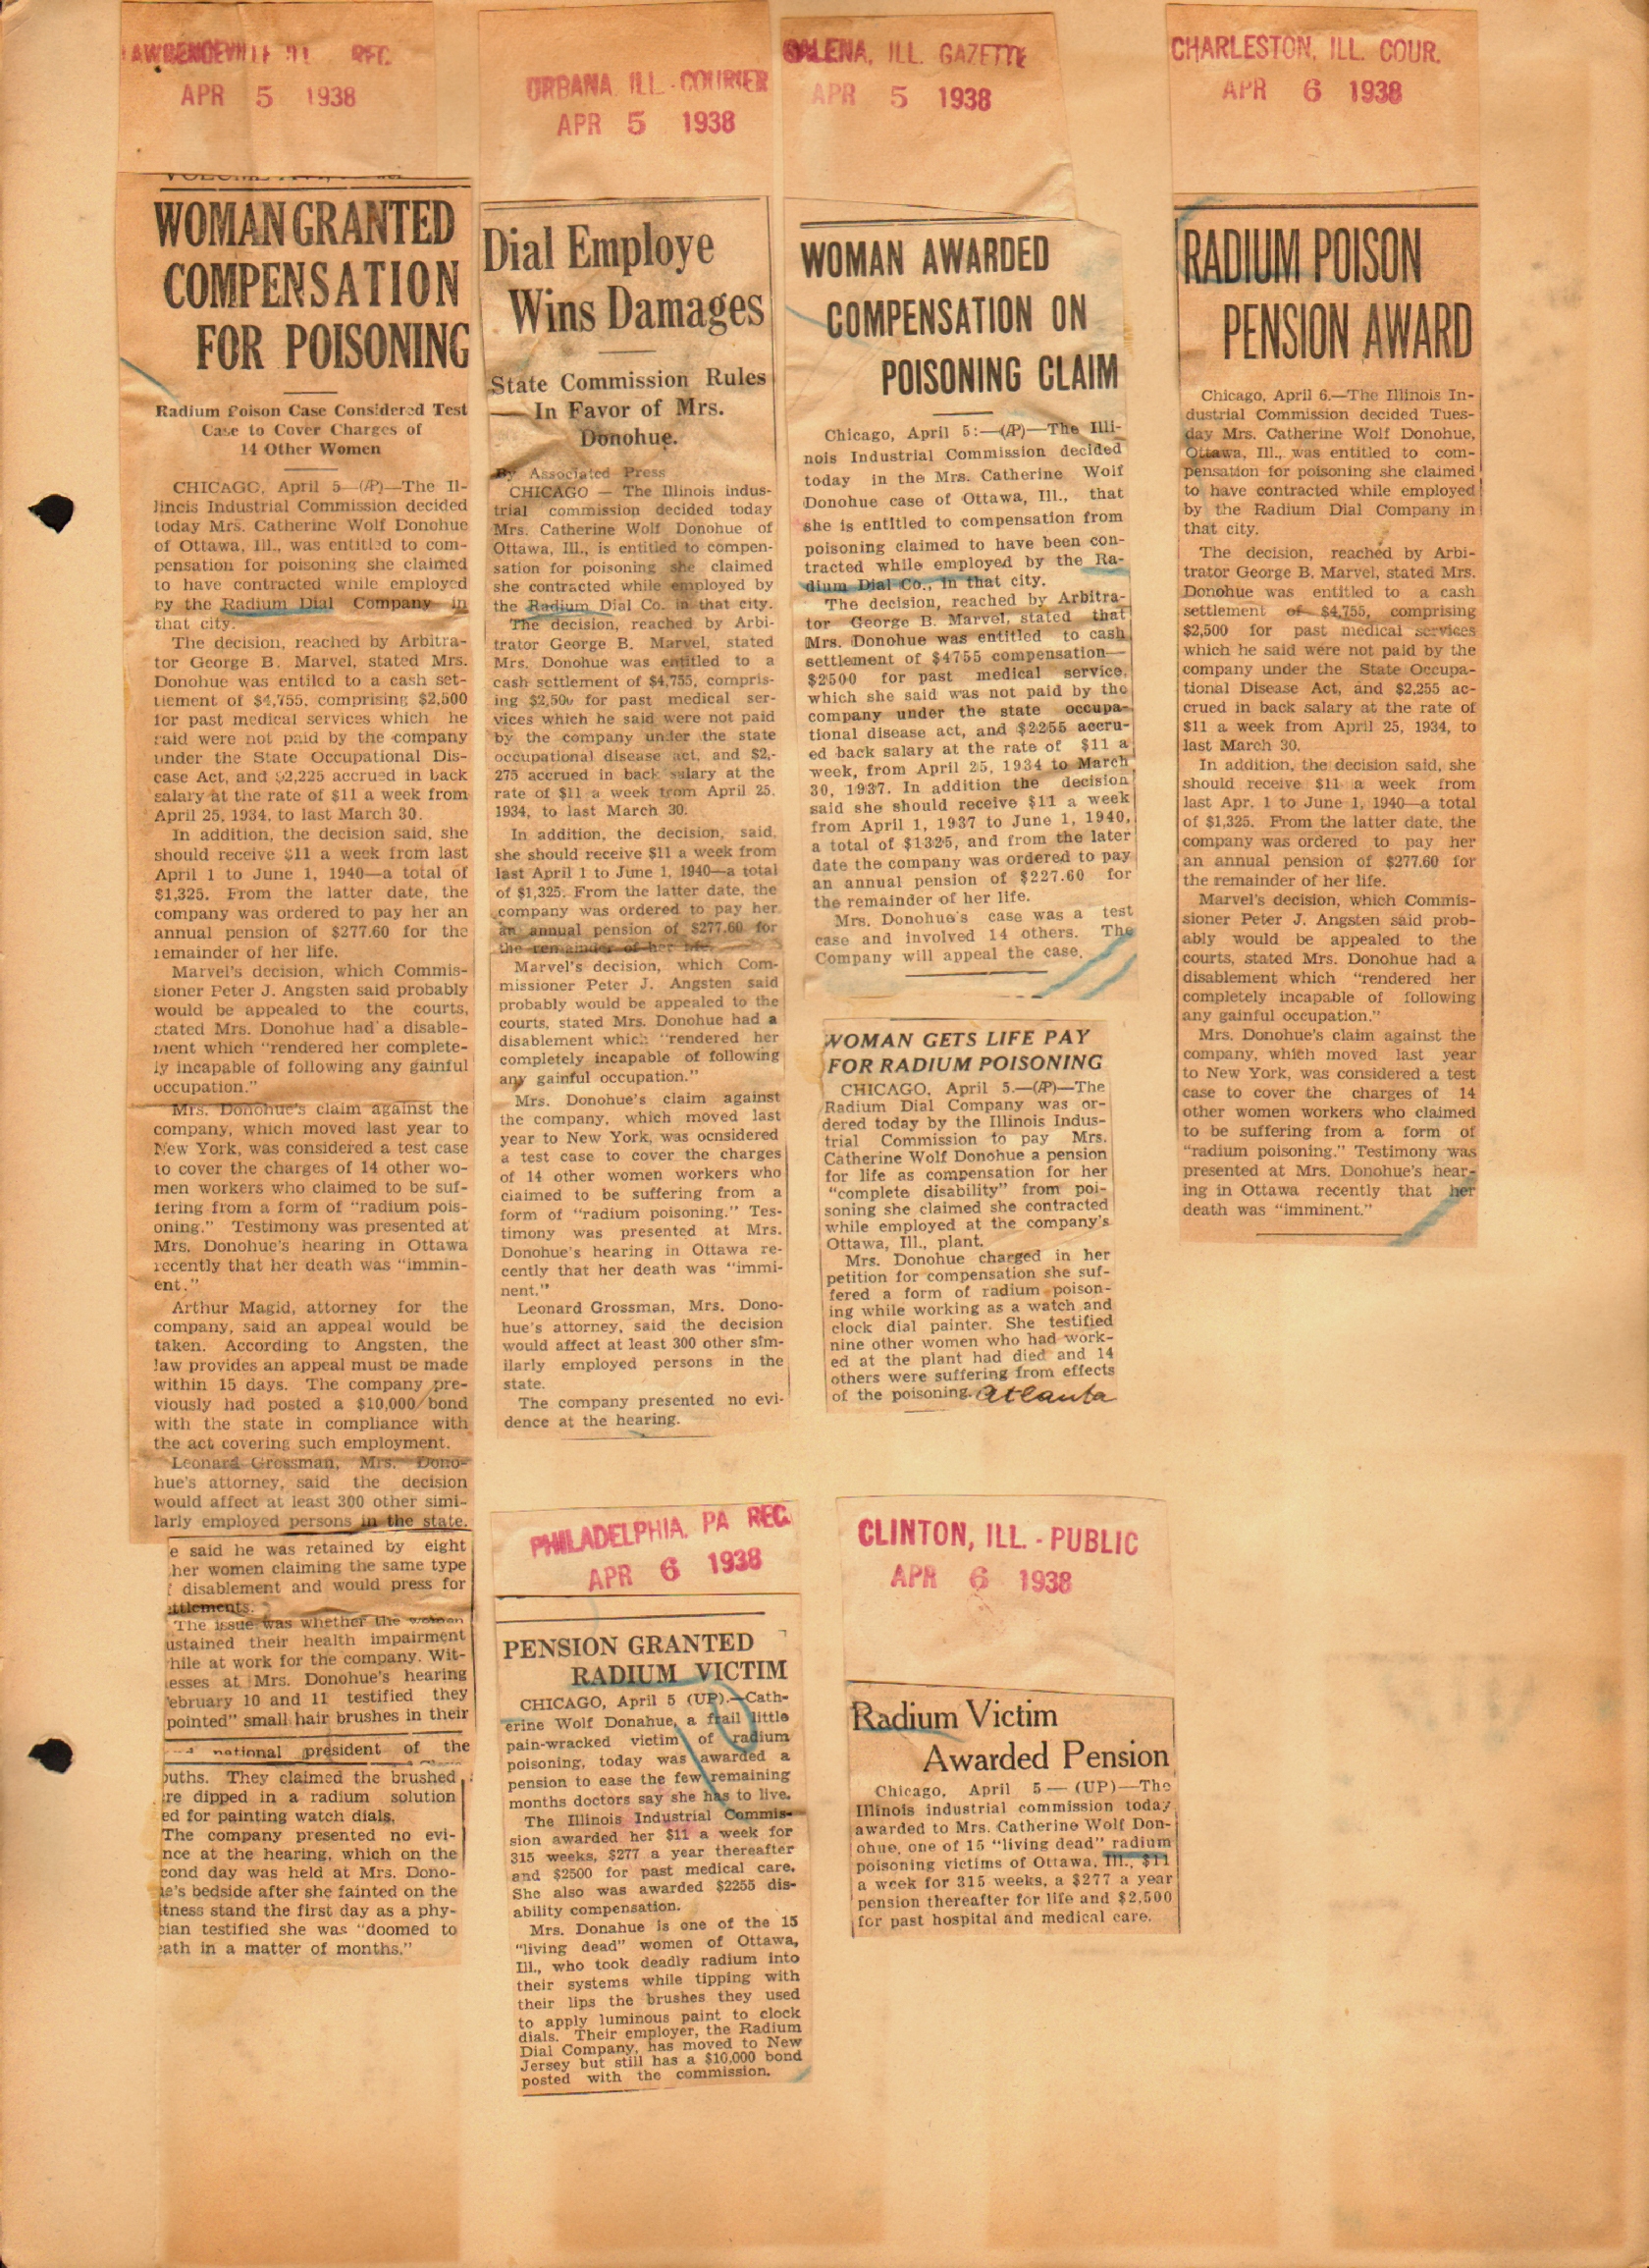 LAWRENCEVILLE ILL REC.
APR 5 1938
WOMAN GRANTED
COMPENSATION
FOR POISONING
Radium Poison Case Considered Test
Case to Cover Charges of
14 Other Women
CHICAGO, April 5—(AP)—The Il-
linois Industrial Commission decided
today Mrs. Catherine Wolf Donohue
of Ottawa, Ill., was entitled to com-
pensation for poisoning she claimed
to have contracted while employed
by the Radium Dial Company in
that city.
The decision, reached by Arbitra-
tor George B. Marvel, stated Mrs.
Donohue was entitled to a cash set-
tlement of $4,755, comprising $2,500
for past medical services which he
said were not paid by the company
under the State Occupational Dis-
ease Act, and $2,225 accrued in back
salary at the rate of $11 a week from
April 25, 1934, to last March 30.
In addition, the decision said, she
should receive $11 a week from last
April 1 to June 1, 1940—a total of
$1,325. From the latter date, the
company was ordered to pay her an
annual pension of $277.60 for the
remainder of her life.
Marvel's decision, which Commis-
sioner Peter J. Angsten said probably
would be appealed to the courts,
stated Mrs. Donohue had a disable-
ment which "rendered her complete-
ly incapable of following any gainful
occupation."
Mrs. Donohue's claim against the
company, which moved last year to
New York, was considered a test case
to cover the charges of 14 other wo-
men workers who claimed to be suf-
fering from a form of "radium pois-
oning." Testimony was presented at
Mrs. Donohue's hearing in Ottawa
recently that her death was "immin-
ent."
Arthur Magid, attorney for the
company, said an appeal would be
taken. According to Angsten, the
law provides an appeal must be made
within 15 days. The company pre-
viously had posted a $10,000 bond
with the state in compliance with
the act covering such employment.
Leonard Grossman, Mrs. Dono-
hue's attorney, said the decision
would affect at least 300 other simi-
larly employed persons in the state.
e said he was retained by eight
her women claiming the same type
f disablement and would press for
ttlements.
The issue was whether the women
ustained their health impairment
hile at work for the company. Wit-
esses at Mrs. Donohue's hearing
ebruary 10 and 11 testified they
pointed" small hair brushes in their
national president of the
ouths. They claimed the brushed
re dipped in a radium solution
ed for painting watch dials.
The company presented no evi-
nce at the hearing, which on the
cond day was held at Mrs. Dono-
e's bedside after she fainted on the
itness stand the first day as a phy-
cian testified she was "doomed to
eath in a matter of months."
URBANA ILL - COURIER
APR 5 1938
Dial Employe
Wins Damages
State Commission Rules
In Favor of Mrs.
Donohue.
By Associated Press
CHICAGO — The Illinois indus-
trial commission decided today
Mrs. Catherine Wolf Donohue of
Ottawa, Ill., is entitled to compen-
sation for poisoning she claimed
she contracted while employed by
the Radium Dial Co. in that city.
The decision, reached by Arbi-
trator George B. Marvel, stated
Mrs. Donohue was entitled to a
cash settlement of $4,755, compris-
ing $2,500 for past medical ser-
vices which he said were not paid
by the company under the state
occupational disease act, and $2,-
275 accrued in back salary at the
rate of $11 a week from April 25,
1934, to last March 30.
In addition, the decision, said,
she should receive $11 a week from
last April 1 to June 1, 1940—a total
of $1,325. From the latter date, the
company was ordered to pay her
an annual pension of $277.60 for
the remainder of her life.
Marvel's decision, which Com-
missioner Peter J. Angsten said
probably would be appealed to the
courts, stated Mrs. Donohue had a
disablement which "rendered her
completely incapable of following
any gainful occupation."
Mrs. Donohue's claim against
the company, which moved last
year to New York, was ocnsidered
a test case to cover the charges
of 14 other women workers who
claimed to be suffering from a
form of "radium poisoning." Tes-
timony was presented at Mrs.
Donohue's hearing in Ottawa re-
cently that her death was "immi-
nent."
Leonard Grossman, Mrs. Dono-
hue's attorney, said the decision
would affect at least 300 other sim-
ilarly employed persons in the
state.
The company presented no evi-
dence at the hearing.
GALENA, ILL. GAZETTE
APR 5 1938
WOMAN AWARDED
COMPENSATION ON
POISONING CLAIM
Chicago, April 5:—(AP)—The Illi-
nois Industrial Commission decided
today in the Mrs. Catherine Wolf
Donohue case of Ottawa, Ill., that
she is entitled to compensation from
poisoning claimed to have been con-
tracted while employed by the Ra-
dium Dial Co., in that city.
The decision, reached by Arbitra-
tor George B. Marvel, stated that
Mrs. Donohue was entitled to cash
settlement of $4755 compensation—
$2500 for past medical service,
which she said was not paid by the
company under the state occupa-
tional disease act, and $2255 accru-
ed back salary at the rate of $11 a
week, from April 25, 1934 to March
30, 1937. In addition the decision
said she should receive $11 a week
from April 1, 1937 to June 1, 1940,
a total of $1325, and from the later
date the company was ordered to pay
an annual pension of $227.60 for
the remainder of her life.
Mrs. Donohue's case was a test
case and involved 14 others. The
Company will appeal the case.
WOMAN GETS LIFE PAY
FOR RADIUM POISONING
CHICAGO, April 5.—(AP)—The
Radium Dial Company was or-
dered today by the Illinois Indus-
trial Commission to pay Mrs.
Catherine Wolf Donohue a pension
for life as compensation for her
"complete disability" from poi-
soning she claimed she contracted
while employed at the company's
Ottawa, Ill., plant.
Mrs. Donohue charged in her
petition for compensation she suf-
fered a form of radium poison-
ing while working as a watch and
clock dial painter. She testified
nine other women who had work-
ed at the plant had died and 14
others were suffering from effects
of the poisoning. Atlanta
CHARLESTON, ILL. COUR.
APR 6 1938
RADIUM POISON
PENSION AWARD
Chicago, April 6.—The Illinois In-
dustrial Commission decided Tues-
day Mrs. Catherine Wolf Donohue,
Ottawa, Ill., was entitled to com-
pensation for poisoning she claimed
to have contracted while employed
by the Radium Dial Company in
that city.
The decision, reached by Arbi-
trator George B. Marvel, stated Mrs.
Donohue was entitled to a cash
settlement of $4,755, comprising
$2,500 for past medical services
which he said were not paid by the
company under the State Occupa-
tional Disease Act, and $2,255 ac-
crued in back salary at the rate of
$11 a week from April 25, 1934, to
last March 30.
In addition, the decision said, she
should receive $11 a week from
last Apr. 1 to June 1, 1940—a total
of $1,325. From the latter date, the
company was ordered to pay her
an annual pension of $277.60 for
the remainder of her life.
Marvel's decision, which Commis-
sioner Peter J. Angsten said prob-
ably would be appealed to the
courts, stated Mrs. Donohue had a
disablement which "rendered her
completely incapable of following
any gainful occupation."
Mrs. Donohue's claim against the
company, which moved last year
to New York, was considered a test
case to cover the charges of 14
other women workers who claimed
to be suffering from a form of
"radium poisoning." Testimony was
presented at Mrs. Donohue's hear-
ing in Ottawa recently that her
death was "imminent."
PHILADELPHIA, PA REC.
APR 6 1938
PENSION GRANTED
RADIUM VICTIM
CHICAGO, April 5 (UP).—Cath-
erine Wolf Donahue, a frail little
pain-wracked victim of radium
poisoning, today was awarded a
pension to ease the few remaining
months doctors say she has to live.
The Illinois Industrial Commis-
sion awarded her $11 a week for
315 weeks, $277 a year thereafter
and $2500 for past medical care.
She also was awarded $2255 dis-
ability compensation.
Mrs. Donahue is one of the 15
"living dead" women of Ottawa,
Ill., who took deadly radium into
their systems while tipping with
their lips the brushes they used
to apply luminous paint to clock
dials. Their employer, the Radium
Dial Company, has moved to New
Jersey but still has a $10,000 bond
posted with the commission.
CLINTON, ILL. - PUBLIC
APR 6 1938
Radium Victim
Awarded Pension
Chicago, April 5 — (UP)—The
Illinois industrial commission today
awarded to Mrs. Catherine Wolf Don-
ohue, one of 15 "living dead" radium
poisoning victims of Ottawa, Ill., $11
a week for 315 weeks, a $277 a year
pension thereafter for life and $2,500
for past hospital and medical care.